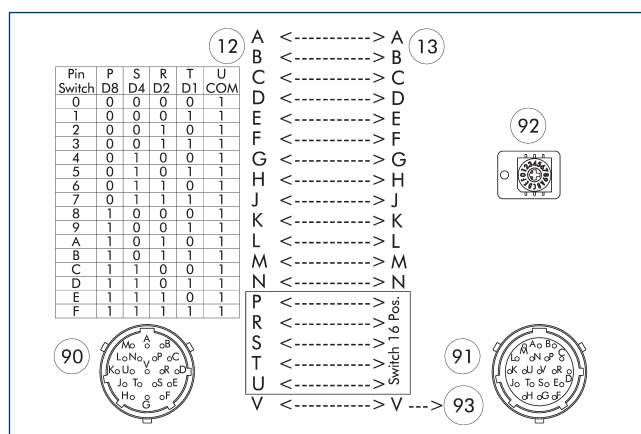 12
13
A <-----------> A
B <-----------> B
C <-----------> C
D <-----------> D
E <-----------> E
F <-----------> F
G <-----------> G
H <-----------> H
J <-----------> J
K <-----------> K
L <-----------> L
M <-----------> M
N <-----------> N
P <-----------> P
R <-----------> R
S <-----------> S
T <-----------> T
U <-----------> U
V <-----------> V ---> 93
Switch 16 Pos.
Pin P S R T U
Switch D8 D4 D2 D1 COM
0 0 0 0 0 1
1 0 0 0 1 1
2 0 0 1 0 1
3 0 0 1 1 1
4 0 1 0 0 1
5 0 1 0 1 1
6 0 1 1 0 1
7 0 1 1 1 1
8 1 0 0 0 1
9 1 0 0 1 1
A 1 0 1 0 1
B 1 0 1 1 1
C 1 1 0 0 1
D 1 1 0 1 1
E 1 1 1 0 1
F 1 1 1 1 1
92
90
A
M B
L N P C
V
K U R D
J T S E
H F
G
91
A B
M C
L N P
K U V R D
J T S E
H G F